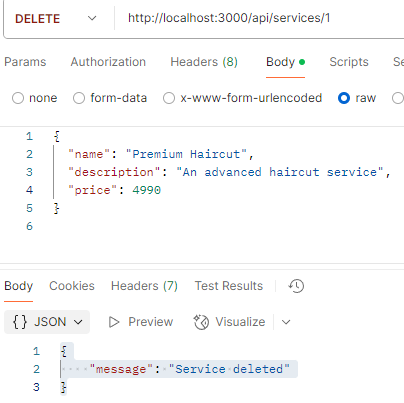 DELETE http://localhost:3000/api/services/1
Params Authorization Headers (8) Body Scripts
none form-data x-www-form-urlencoded raw
1 {
2 "name": "Premium Haircut",
3 "description": "An advanced haircut service",
4 "price": 4990
5 }
6
Body Cookies Headers (7) Test Results
{} JSON Preview Visualize
1 {
2 "message": "Service deleted"
3 }